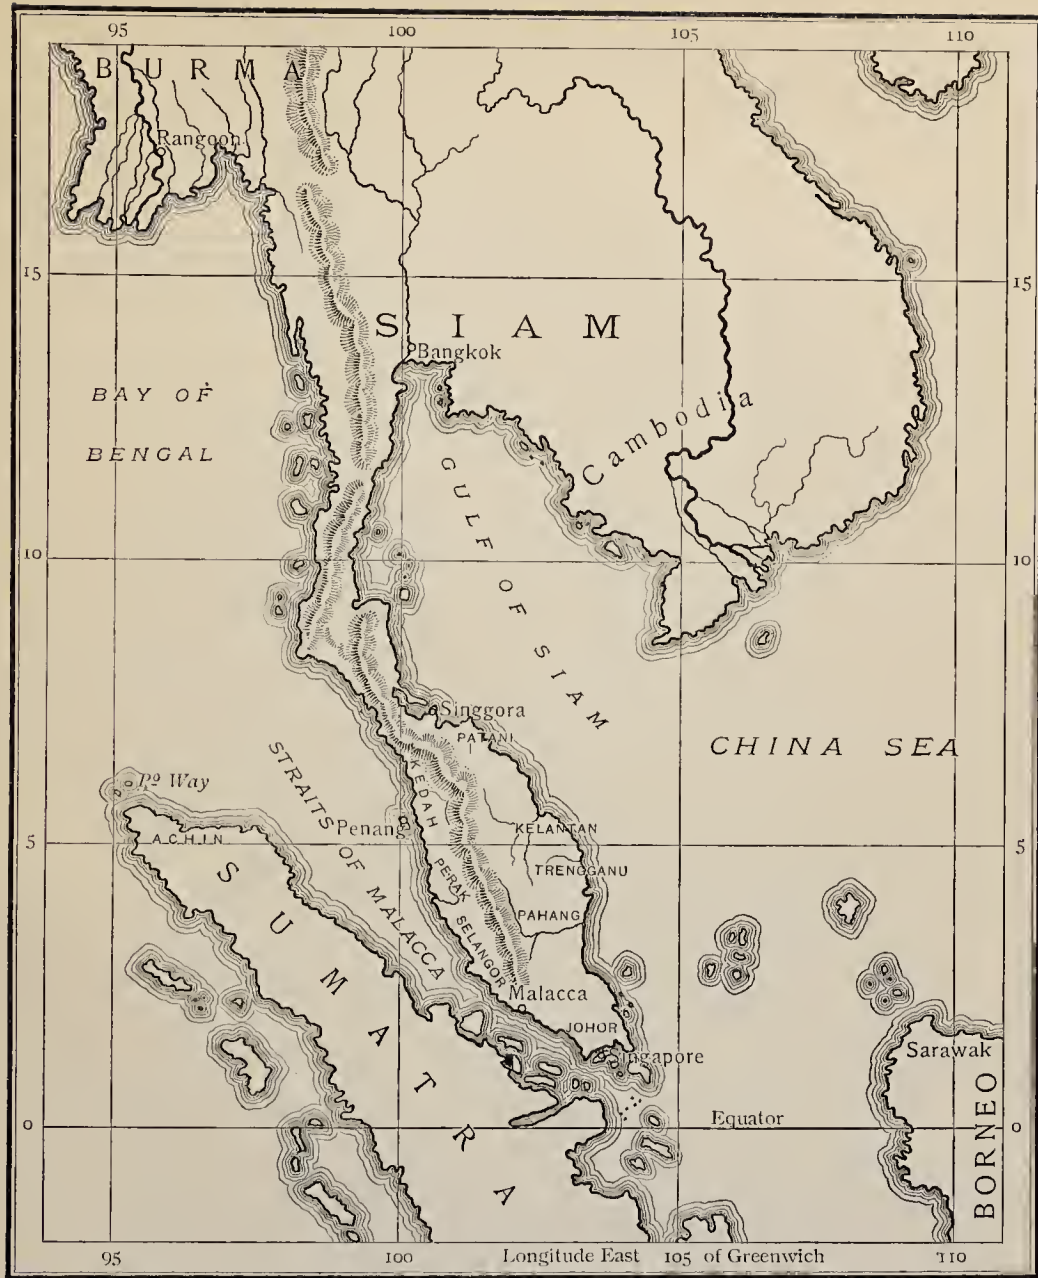 95 100 105 110
BURMA
Rangoon
15 15
SIAM
Bangkok
BAY OF
BENGAL
Cambodia
GULF OF SIAM
10 10
Singgora
PATANI
CHINA SEA
Pº Way
STRAITS OF MALACCA
KEDAH
Penang
ACHIN
5 5
KELANTAN
TRENGGANU
PERAK
PAHANG
SELANGOR
SUMATRA
Malacca
JOHOR
Singapore
Sarawak
Equator
0 0
BORNEO
95 100 Longitude East 105 of Greenwich 110